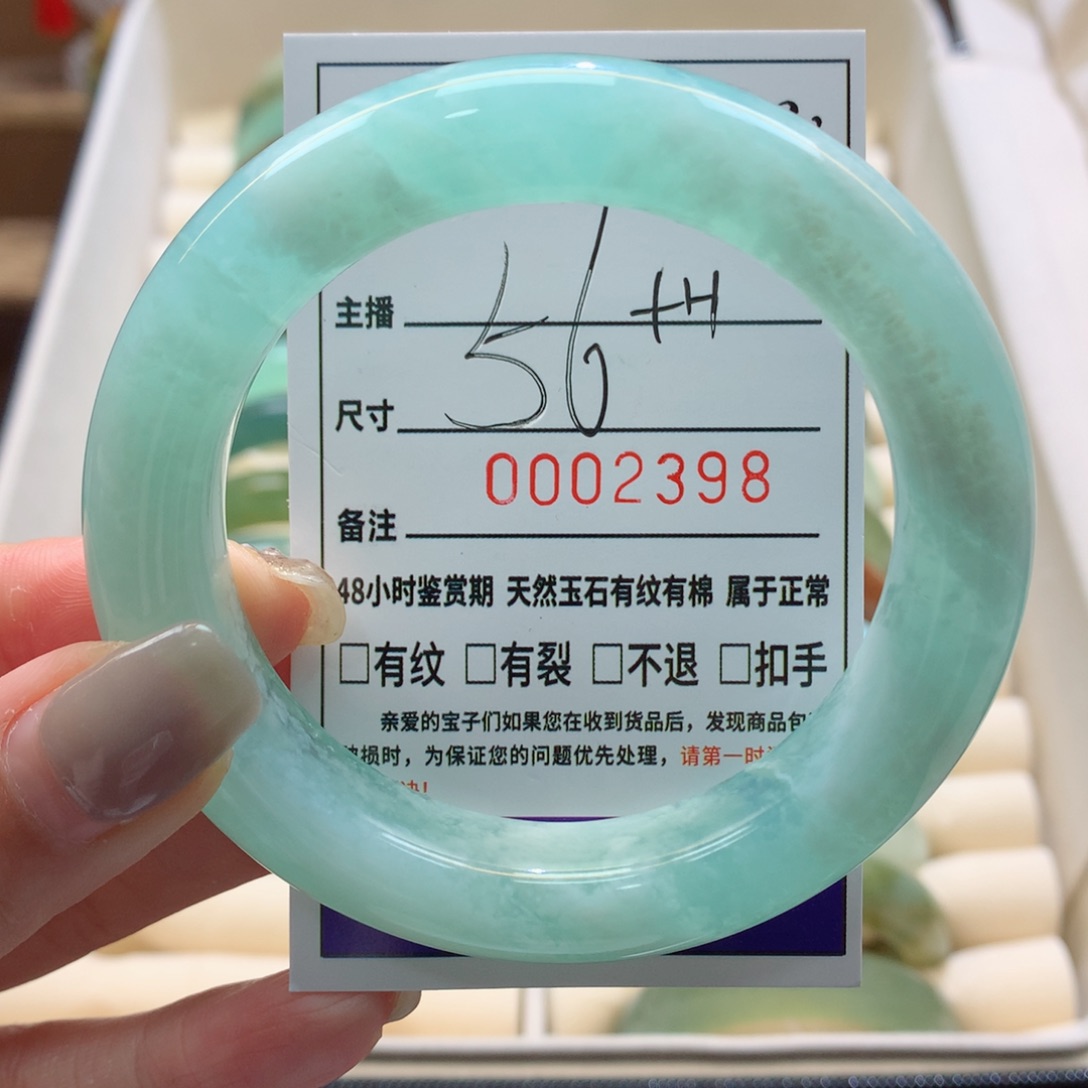 主播
56+H
尺寸
0002398
备注
48小时鉴赏期 天然玉石有纹有棉 属于正常
□有纹 □有裂 □不退 □扣手
亲爱的宝子们如果您在收到货品后，发现商品包
损时，为保证您的问题优先处理，请第一时
！